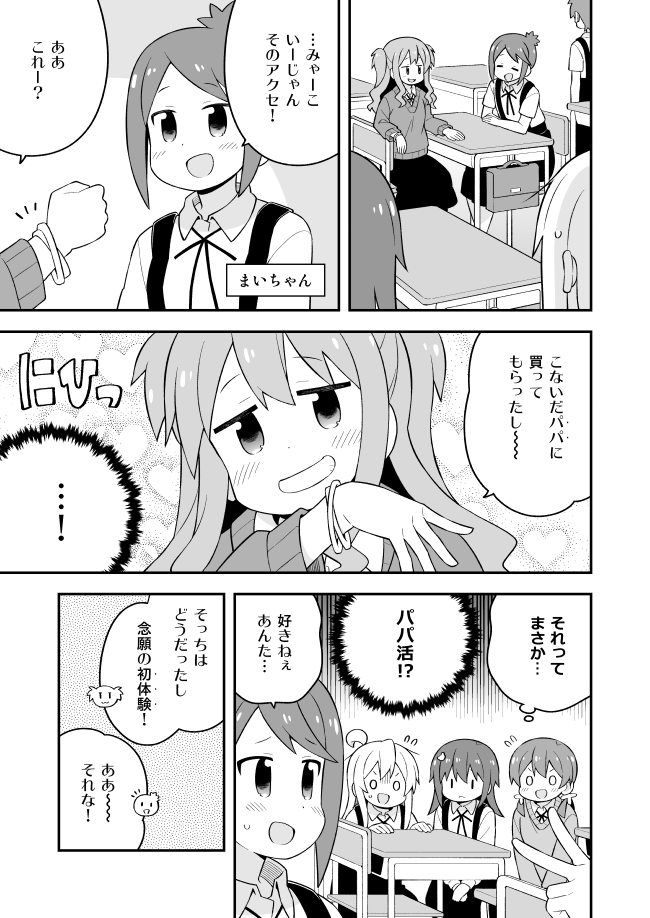 …みゃーこ
いーじゃん
そのアクセ！
ああ
これー？
まいちゃん
こないだパパに
買って
もらったし～～
にひっ
…！
それって
まさか…
パパ活!?
好きねぇ
あんた…
そっちは
どうだったし
念願の初体験！
ああ～～
それな！